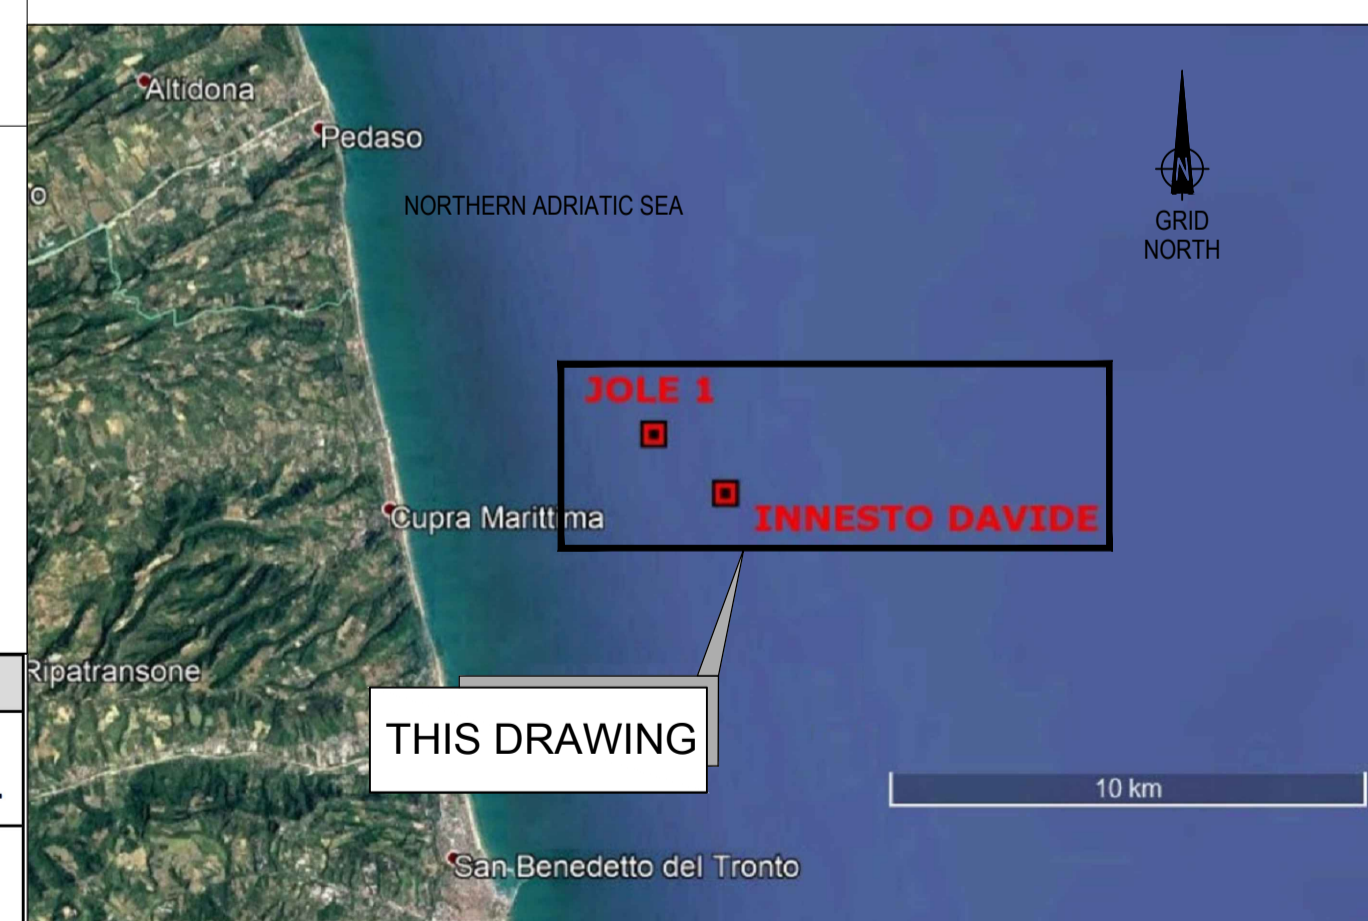 Altidona
Pedaso
o
NORTHERN ADRIATIC SEA
N
GRID
NORTH
JOLE 1
INNESTO DAVIDE
Cupra Marittima
Ripatransone
THIS DRAWING
10 km
San Benedetto del Tronto